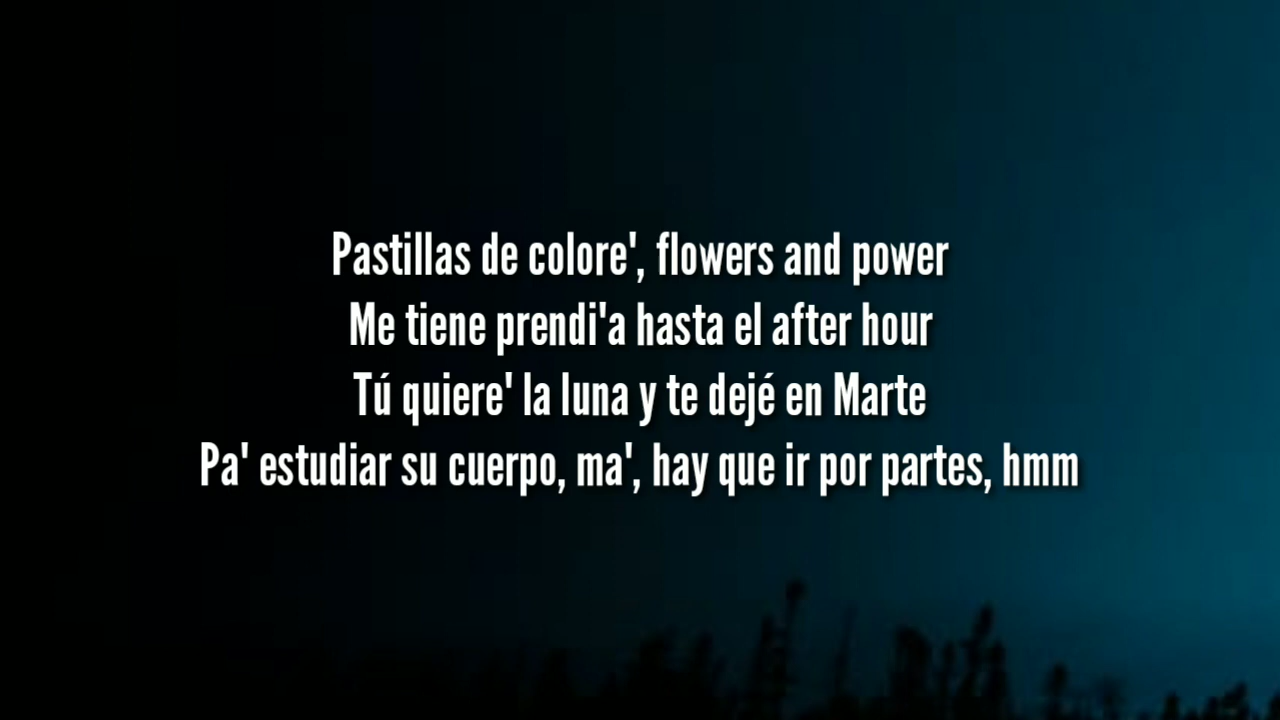 Pastillas de colore', flowers and power
Me tiene prendi'a hasta el after hour
Tú quiere' la luna y te dejé en Marte
Pa' estudiar su cuerpo, ma', hay que ir por partes, hmm